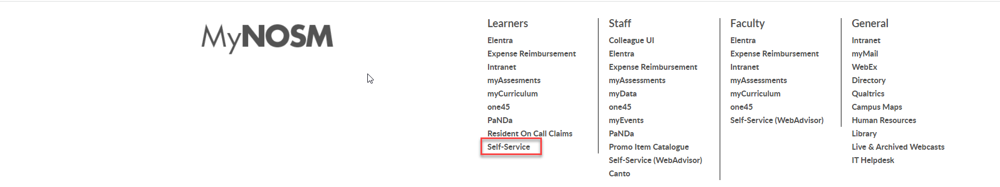 MyNOSM
Learners
Elentra
Expense Reimbursement
Intranet
myAssesments
myCurriculum
one45
PaNDa
Resident On Call Claims
Self-Service
Staff
Colleague UI
Elentra
Expense Reimbursement
myAssessments
myData
one45
myEvents
PaNDa
Promo Item Catalogue
Self-Service (WebAdvisor)
Canto
Faculty
Elentra
Expense Reimbursement
Intranet
myAssessments
myCurriculum
one45
Self-Service (WebAdvisor)
General
Intranet
myMail
WebEx
Directory
Qualtrics
Campus Maps
Human Resources
Library
Live & Archived Webcasts
IT Helpdesk